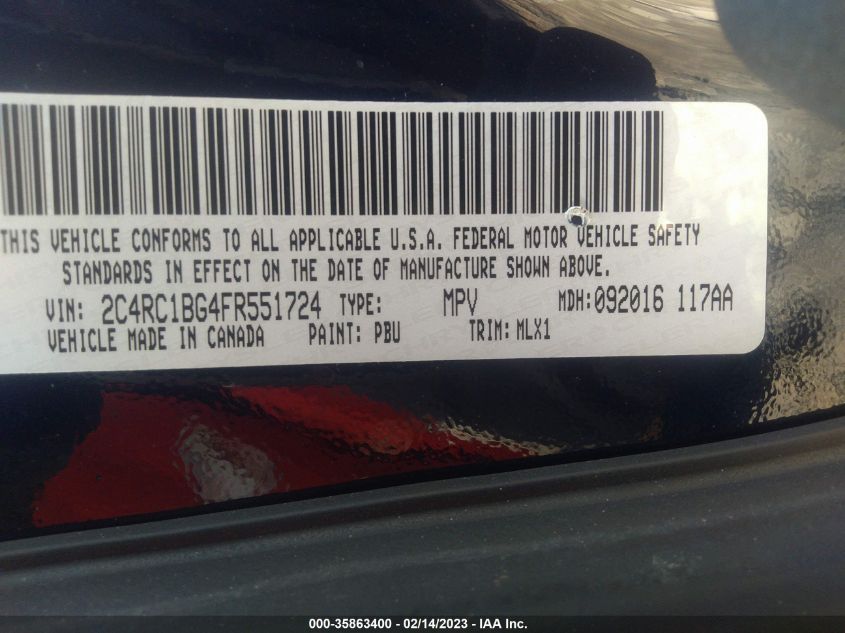 THIS VEHICLE CONFORMS TO ALL APPLICABLE U.S.A. FEDERAL MOTOR VEHICLE SAFETY
STANDARDS IN EFFECT ON THE DATE OF MANUFACTURE SHOWN ABOVE.
VIN: 2C4RC1BG4FR551724 TYPE: MPV MDH:092016 117AA
VEHICLE MADE IN CANADA PAINT: PBU TRIM: MLX1
000-35863400 - 02/14/2023 - IAA Inc.